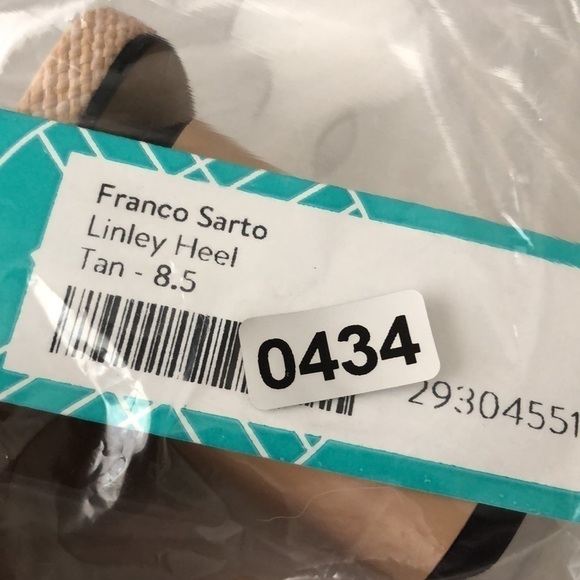 Franco Sarto
Linley Heel
Tan - 8.5
0434
29304551